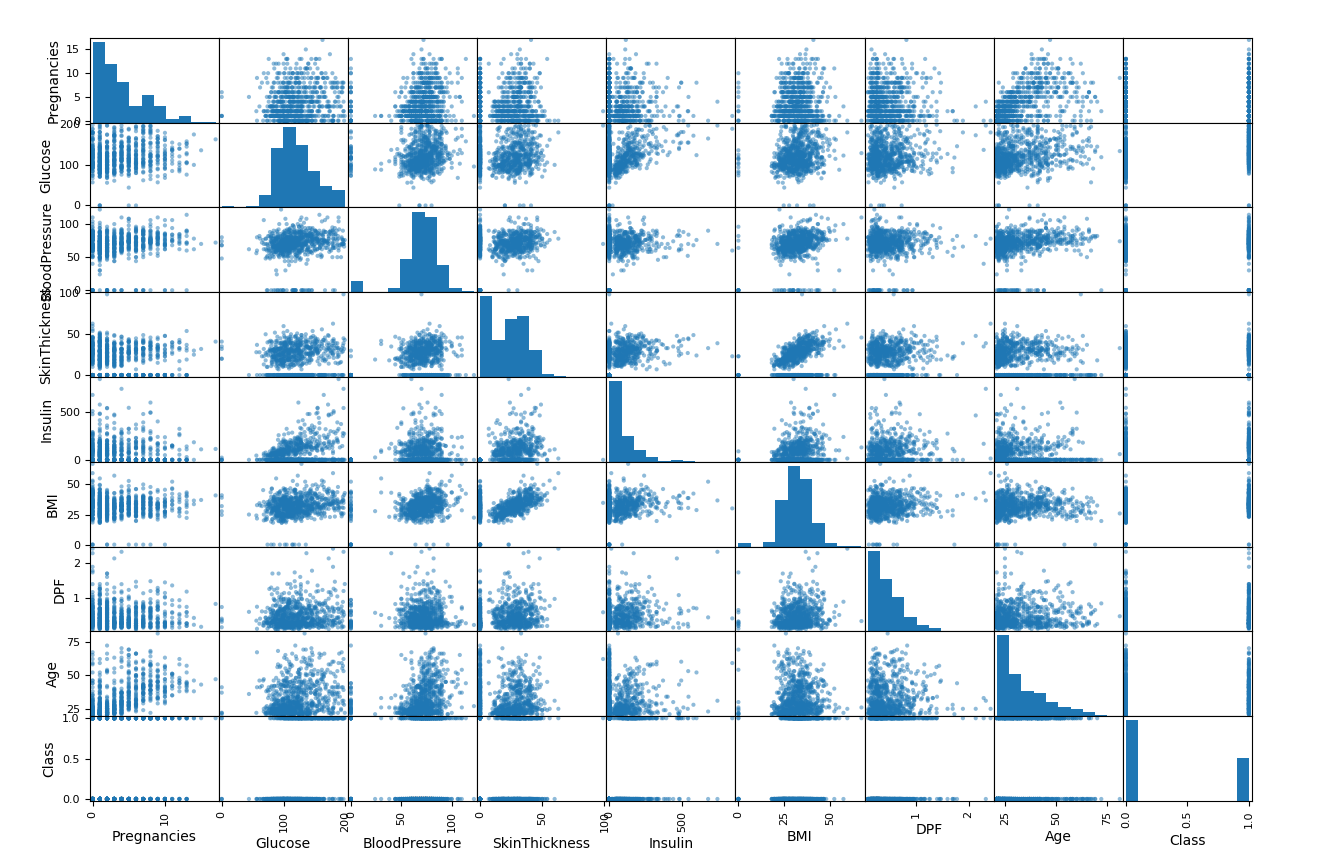 Pregnancies
15
10
5
0
Glucose
200
100
0
BloodPressure
100
50
0
SkinThickness
100
50
0
Insulin
500
0
BMI
50
25
0
DPF
2
1
Age
75
50
25
Class
1.0
0.5
0.0
0 10 0 100 200 0 50 100 0 50 100 0 500 0 25 50 1 2 25 50 75 0.0 0.5 1.0
Pregnancies Glucose BloodPressure SkinThickness Insulin BMI DPF Age Class